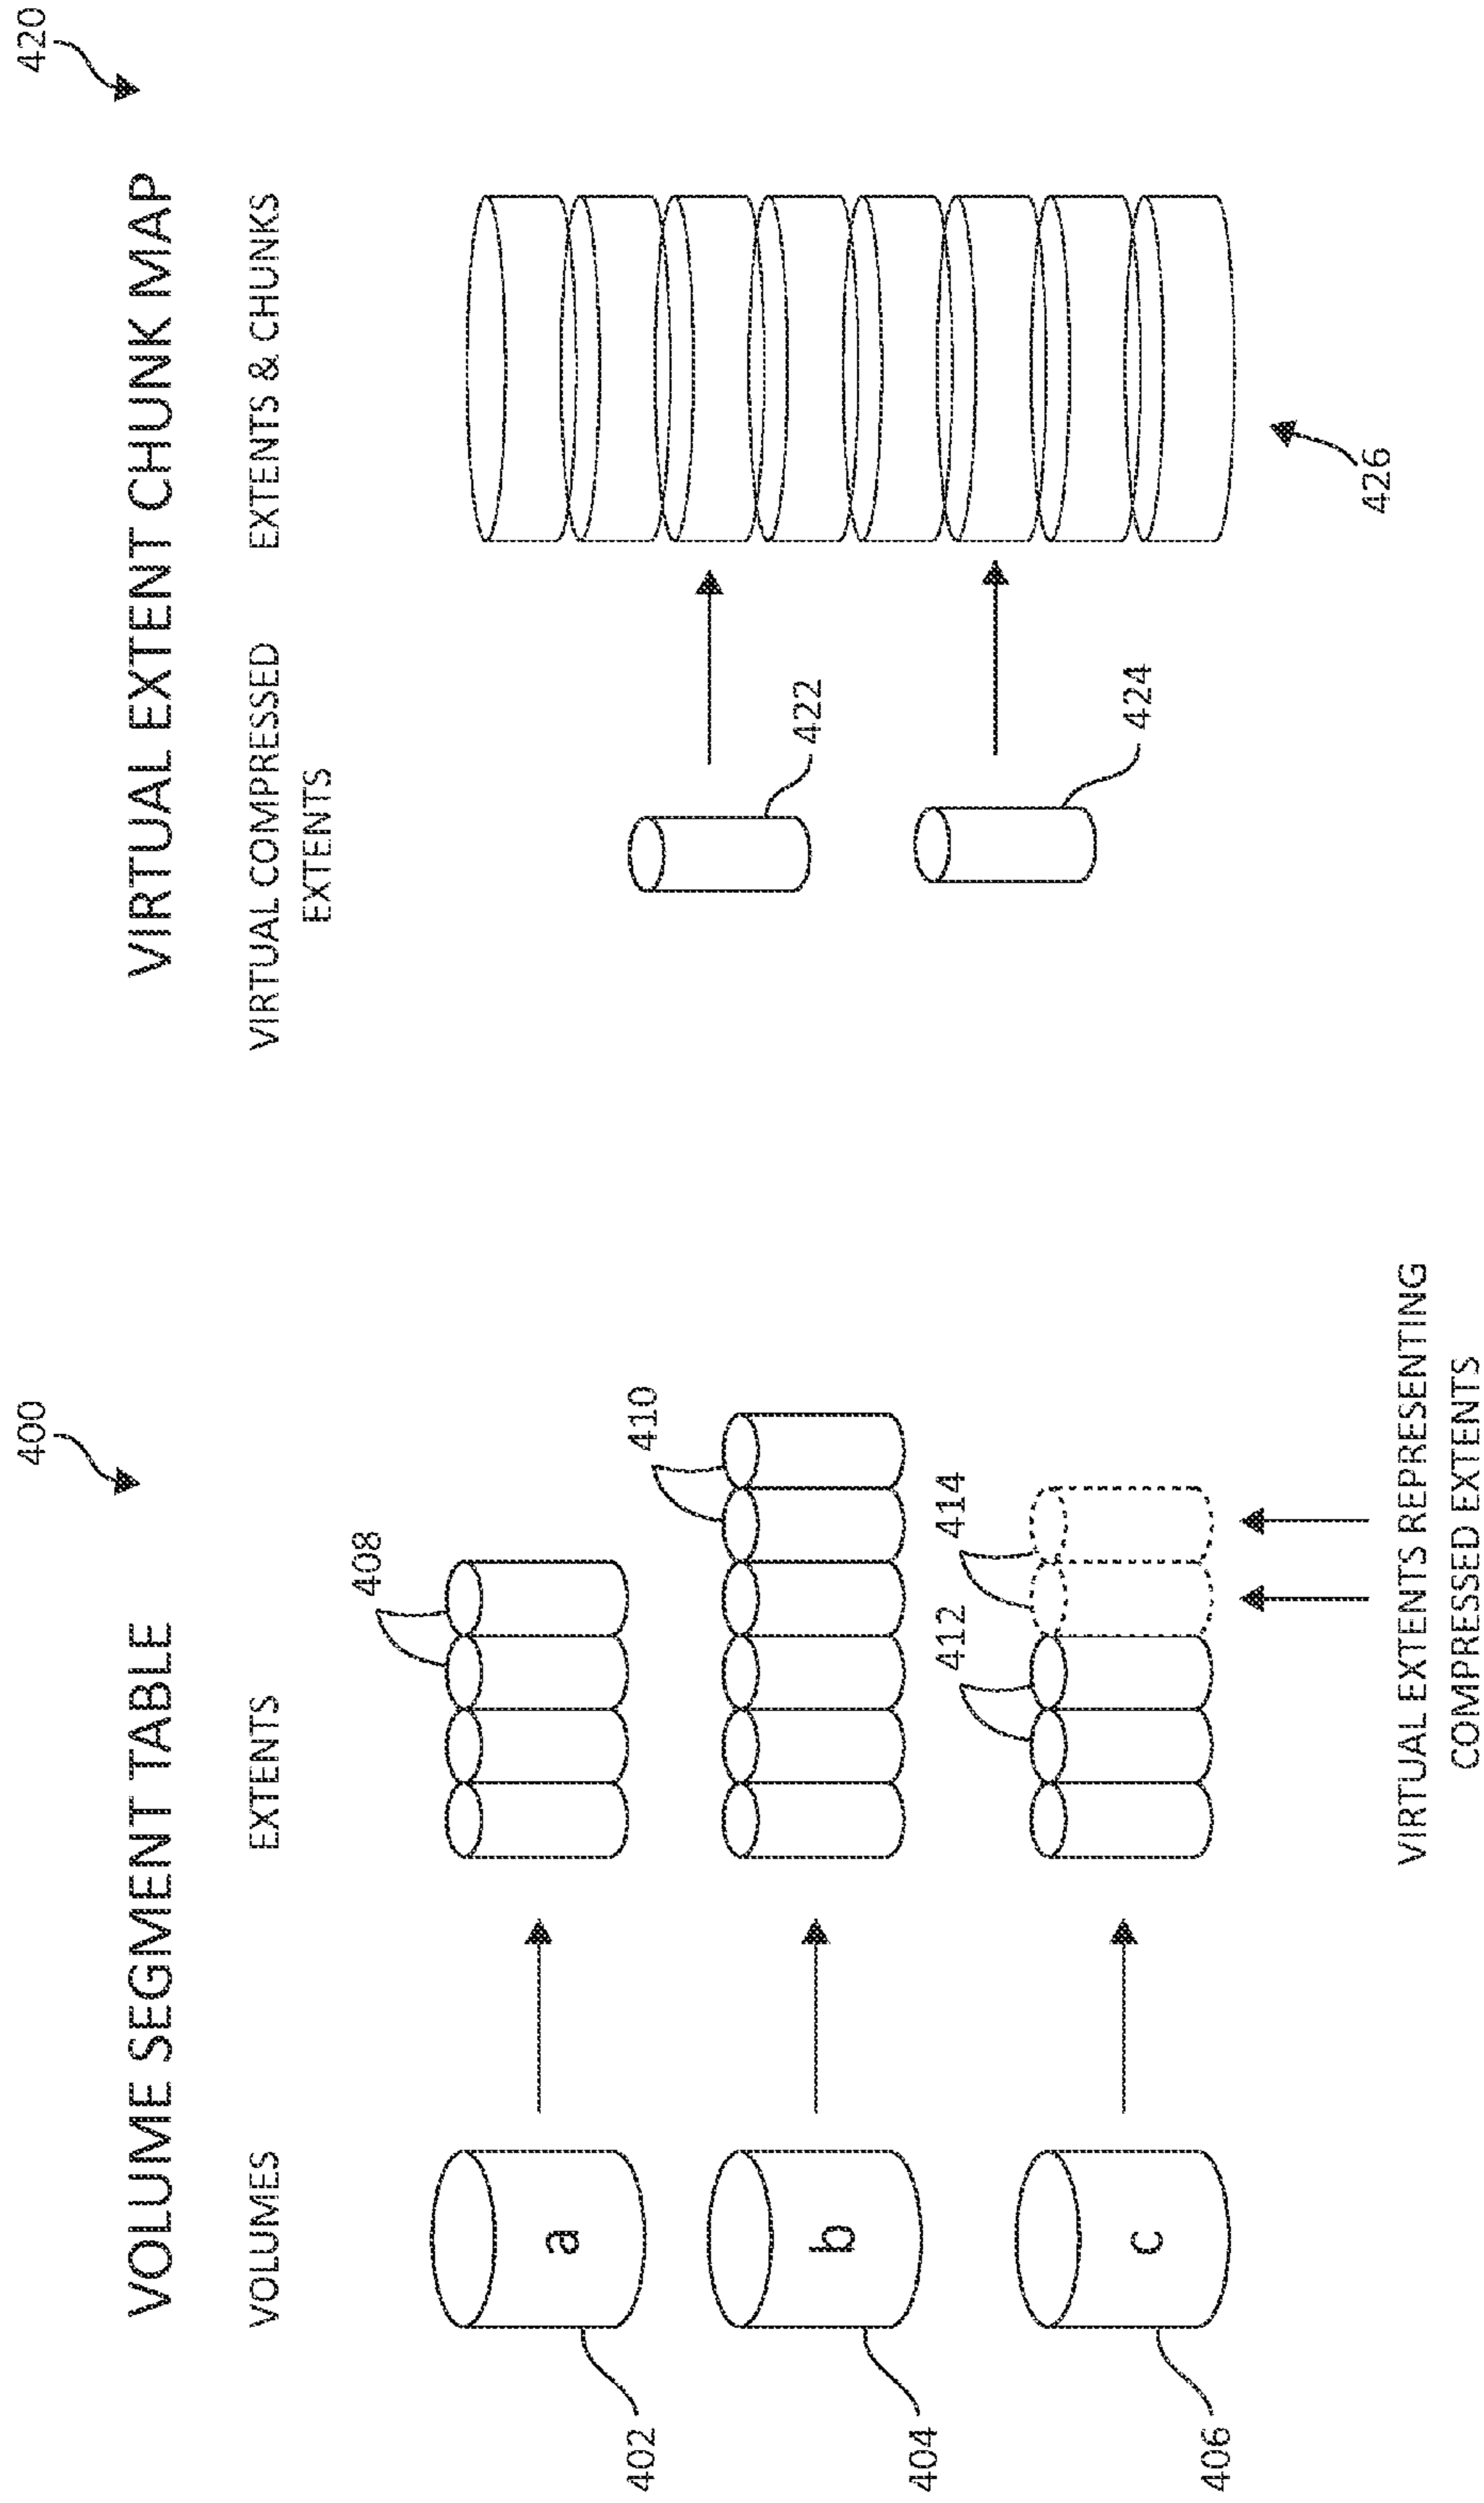 400
VOLUME SEGMENT TABLE
VOLUMES
EXTENTS
402
a
408
404
b
410
406
c
412
414
VIRTUAL EXTENTS REPRESENTING
COMPRESSED EXTENTS
420
VIRTUAL EXTENT CHUNK MAP
VIRTUAL COMPRESSED
EXTENTS
EXTENTS & CHUNKS
422
424
426